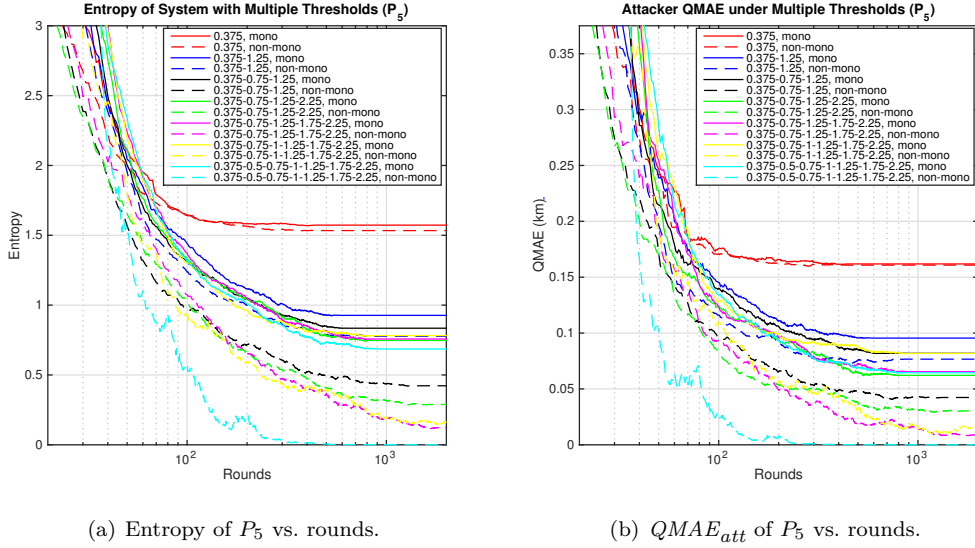 Entropy of System with Multiple Thresholds (P5)
3
2.5
2
1.5
1
0.5
0
Entropy
10^2
10^3
Rounds
0.375, mono
0.375, non-mono
0.375-1.25, mono
0.375-1.25, non-mono
0.375-0.75-1.25, mono
0.375-0.75-1.25, non-mono
0.375-0.75-1.25-2.25, mono
0.375-0.75-1.25-2.25, non-mono
0.375-0.75-1.25-1.75-2.25, mono
0.375-0.75-1.25-1.75-2.25, non-mono
0.375-0.75-1-1.25-1.75-2.25, mono
0.375-0.75-1-1.25-1.75-2.25, non-mono
0.375-0.5-0.75-1-1.25-1.75-2.25, mono
0.375-0.5-0.75-1-1.25-1.75-2.25, non-mono
(a) Entropy of P5 vs. rounds.
Attacker QMAE under Multiple Thresholds (P5)
0.35
0.3
0.25
0.2
0.15
0.1
0.05
0
QMAE (km)
10^2
10^3
Rounds
0.375, mono
0.375, non-mono
0.375-1.25, mono
0.375-1.25, non-mono
0.375-0.75-1.25, mono
0.375-0.75-1.25, non-mono
0.375-0.75-1.25-2.25, mono
0.375-0.75-1.25-2.25, non-mono
0.375-0.75-1.25-1.75-2.25, mono
0.375-0.75-1.25-1.75-2.25, non-mono
0.375-0.75-1-1.25-1.75-2.25, mono
0.375-0.75-1-1.25-1.75-2.25, non-mono
0.375-0.5-0.75-1-1.25-1.75-2.25, mono
0.375-0.5-0.75-1-1.25-1.75-2.25, non-mono
(b) QMAEatt of P5 vs. rounds.